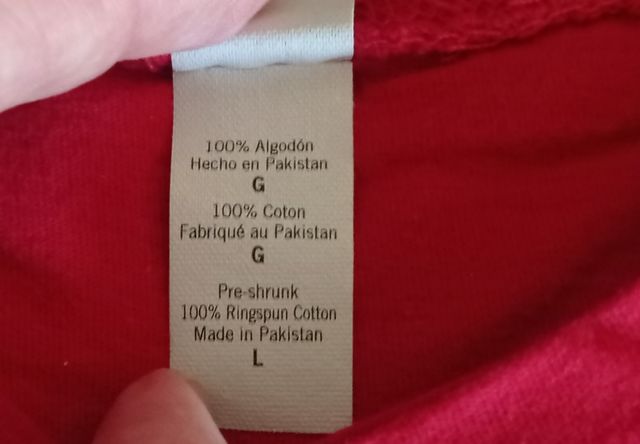 100% Algodón
Hecho en Pakistan
G
100% Coton
Fabriqué au Pakistan
G
Pre-shrunk
100% Ringspun Cotton
Made in Pakistan
L